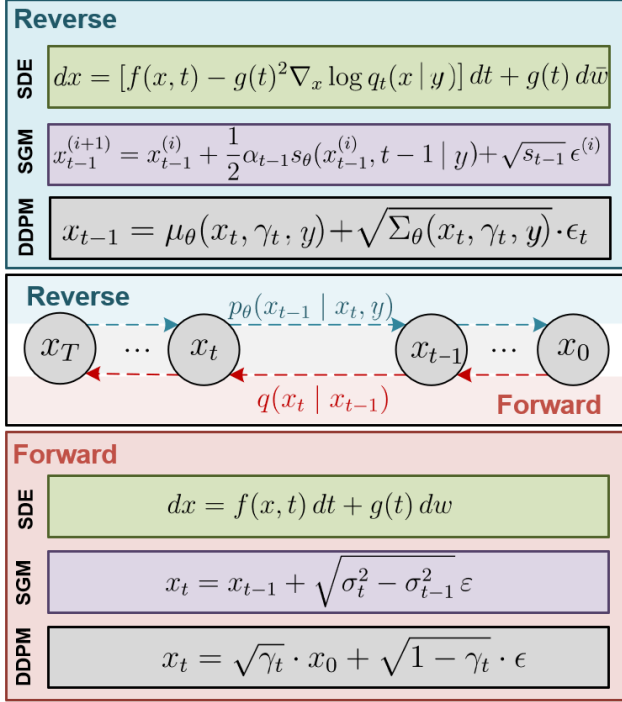 Reverse
SDE
dx = [f(x, t) − g(t)²∇ₓ log qₜ(x | y)] dt + g(t) dw̄
SGM
x_{t−1}^{(i+1)} = x_{t−1}^{(i)} + \frac{1}{2} α_{t−1} s_θ(x_{t−1}^{(i)}, t − 1 | y) + √{s_{t−1}} ϵ^{(i)}
DDPM
x_{t−1} = μ_θ(x_t, γ_t, y) + √{Σ_θ(x_t, γ_t, y)} · ϵ_t
Reverse
p_θ(x_{t−1} | x_t, y)
x_T ... x_t x_{t−1} ... x_0
q(x_t | x_{t−1})
Forward
Forward
SDE
dx = f(x, t) dt + g(t) dw
SGM
x_t = x_{t−1} + √{σ_t^2 − σ_{t−1}^2} ε
DDPM
x_t = √{γ_t} · x_0 + √{1 − γ_t} · ϵ